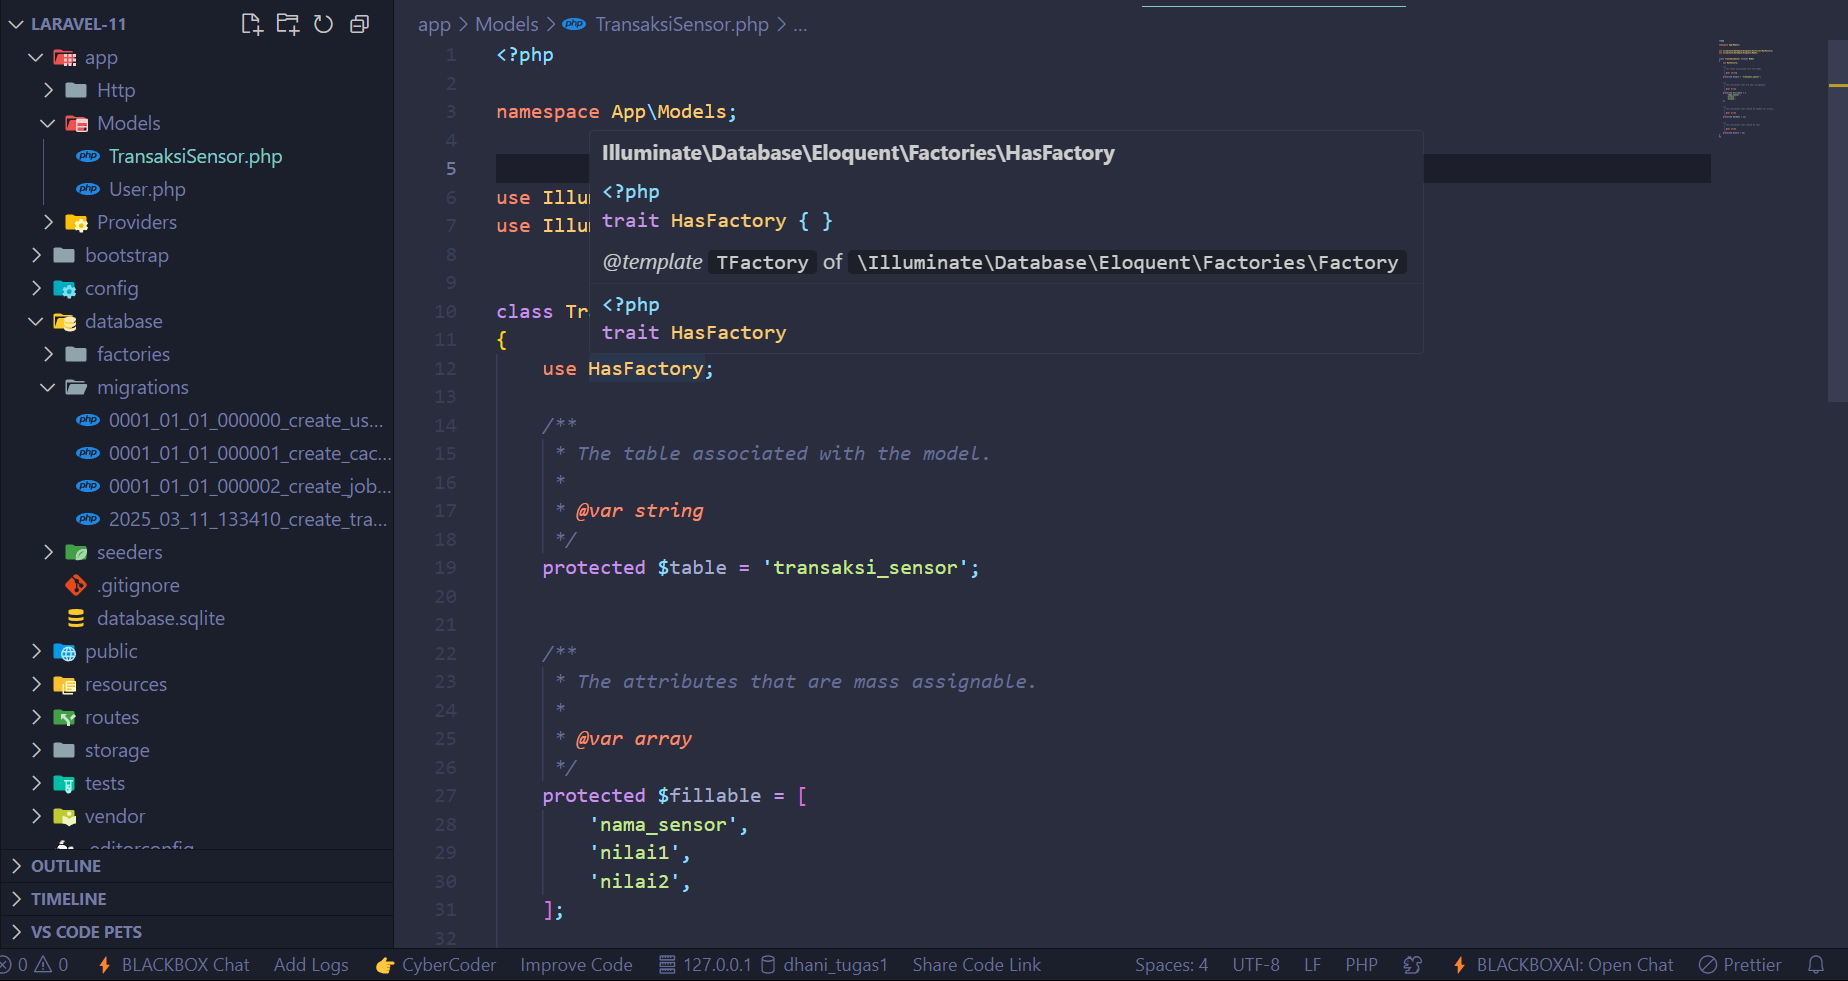 LARAVEL-11
app
Http
Models
TransaksiSensor.php
User.php
Providers
bootstrap
config
database
factories
migrations
0001_01_01_000000_create_us...
0001_01_01_000001_create_cac...
0001_01_01_000002_create_job...
2025_03_11_133410_create_tra...
seeders
.gitignore
database.sqlite
public
resources
routes
storage
tests
vendor
.editorconfig
OUTLINE
TIMELINE
VS CODE PETS
app > Models > php TransaksiSensor.php > ...
1 <?php
2
3 namespace App\Models;
4
5
6 use Illu
7 use Illu
8
9
10 class Tr
11 {
12 use HasFactory;
13
14 /**
15 * The table associated with the model.
16 *
17 * @var string
18 */
19 protected $table = 'transaksi_sensor';
20
21
22 /**
23 * The attributes that are mass assignable.
24 *
25 * @var array
26 */
27 protected $fillable = [
28 'nama_sensor',
29 'nilai1',
30 'nilai2',
31 ];
32
Illuminate\Database\Eloquent\Factories\HasFactory
<?php
trait HasFactory { }
@template TFactory of \Illuminate\Database\Eloquent\Factories\Factory
<?php
trait HasFactory
0 0 BLACKBOX Chat Add Logs CyberCoder Improve Code 127.0.0.1 dhani_tugas1 Share Code Link Spaces: 4 UTF-8 LF PHP BLACKBOXAI: Open Chat Prettier